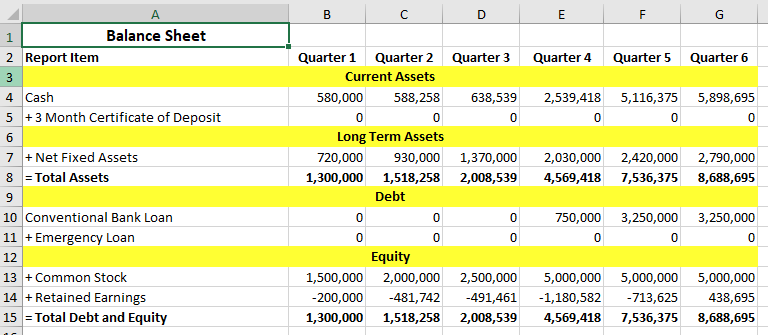 A B C D E F G
1 Balance Sheet
2 Report Item Quarter 1 Quarter 2 Quarter 3 Quarter 4 Quarter 5 Quarter 6
3 Current Assets
4 Cash 580,000 588,258 638,539 2,539,418 5,116,375 5,898,695
5 + 3 Month Certificate of Deposit 0 0 0 0 0 0
6 Long Term Assets
7 + Net Fixed Assets 720,000 930,000 1,370,000 2,030,000 2,420,000 2,790,000
8 = Total Assets 1,300,000 1,518,258 2,008,539 4,569,418 7,536,375 8,688,695
9 Debt
10 Conventional Bank Loan 0 0 0 750,000 3,250,000 3,250,000
11 + Emergency Loan 0 0 0 0 0 0
12 Equity
13 + Common Stock 1,500,000 2,000,000 2,500,000 5,000,000 5,000,000 5,000,000
14 + Retained Earnings -200,000 -481,742 -491,461 -1,180,582 -713,625 438,695
15 = Total Debt and Equity 1,300,000 1,518,258 2,008,539 4,569,418 7,536,375 8,688,695